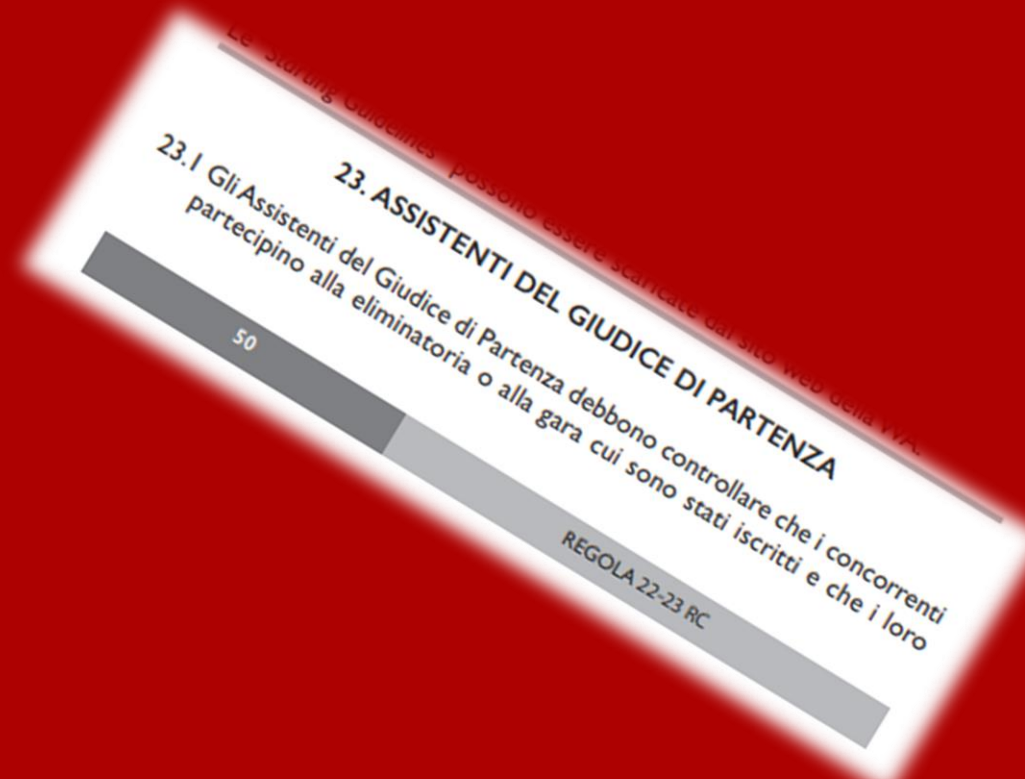 Le "Starting Guidelines" possono essere scaricate dal sito web della WA.
23. ASSISTENTI DEL GIUDICE DI PARTENZA
23.1 Gli Assistenti del Giudice di Partenza debbono controllare che i concorrenti
partecipino alla eliminatoria o alla gara cui sono stati iscritti e che i loro
50
REGOLA 22-23 RC